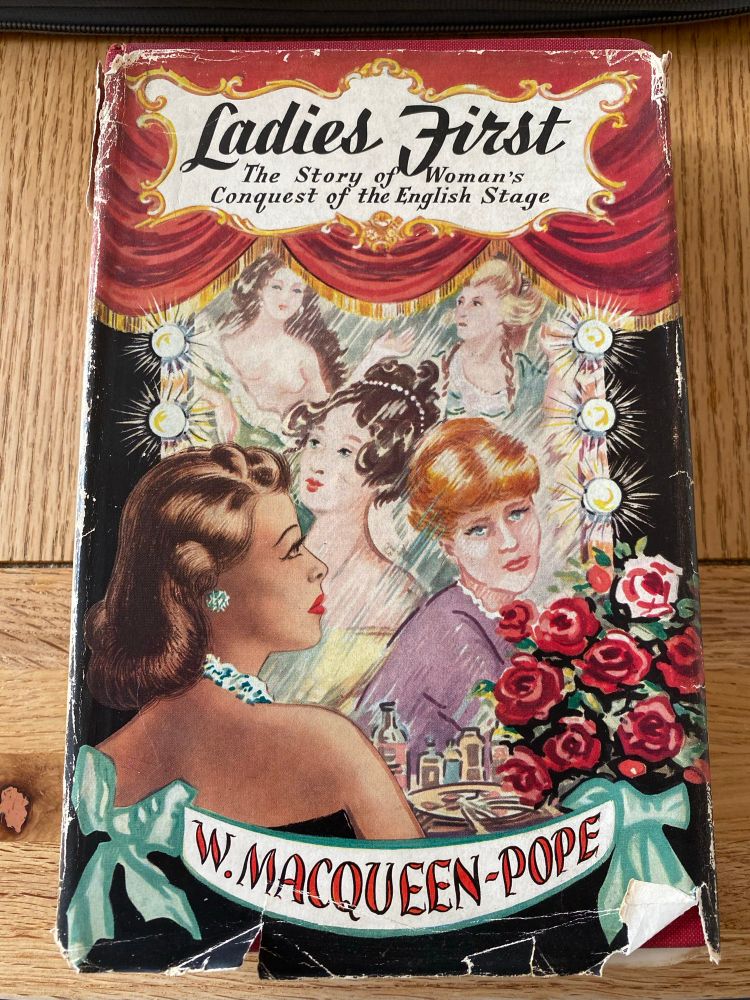 Ladies First
The Story of Woman's
Conquest of the English Stage
W. MACQUEEN-POPE